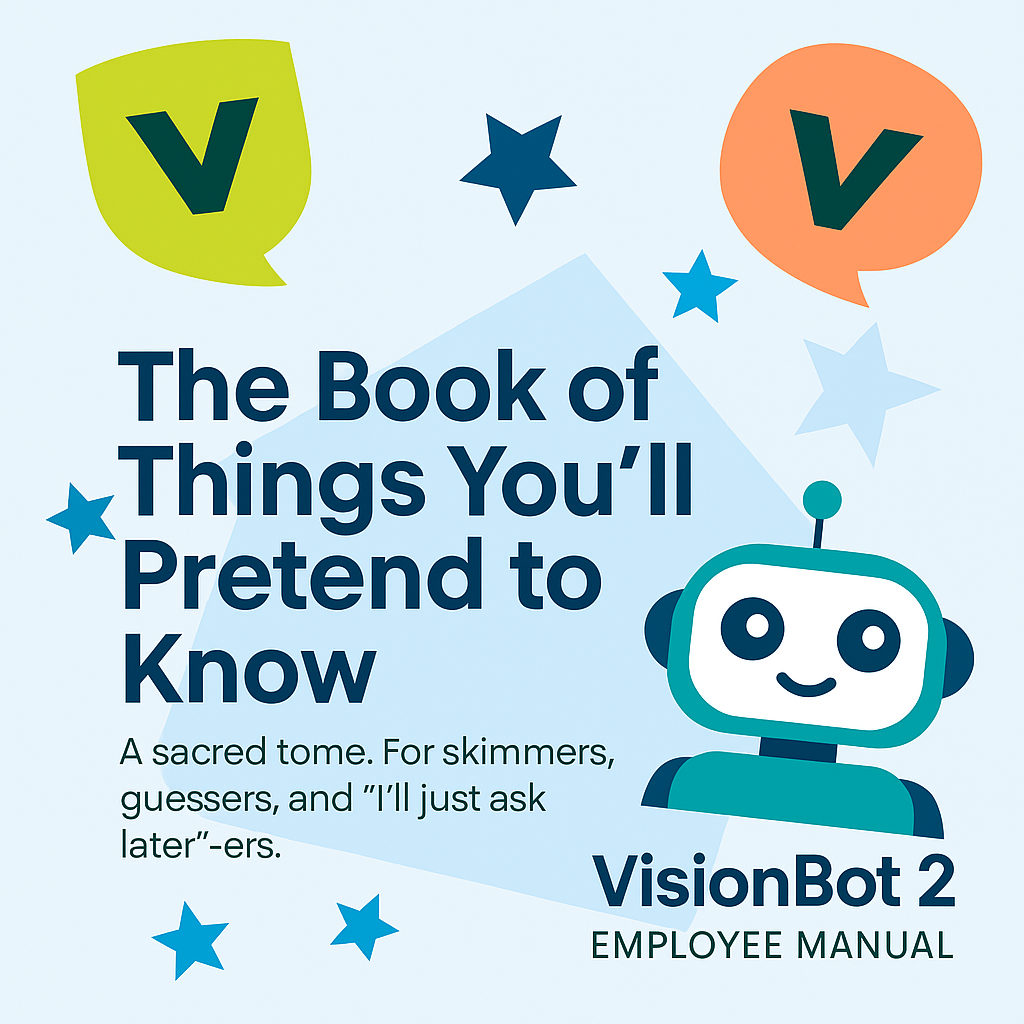 V
V
The Book of
Things You’ll
Pretend to
Know
A sacred tome. For skimmers,
guessers, and ”I’ll just ask
later”-ers.
VisionBot 2
EMPLOYEE MANUAL